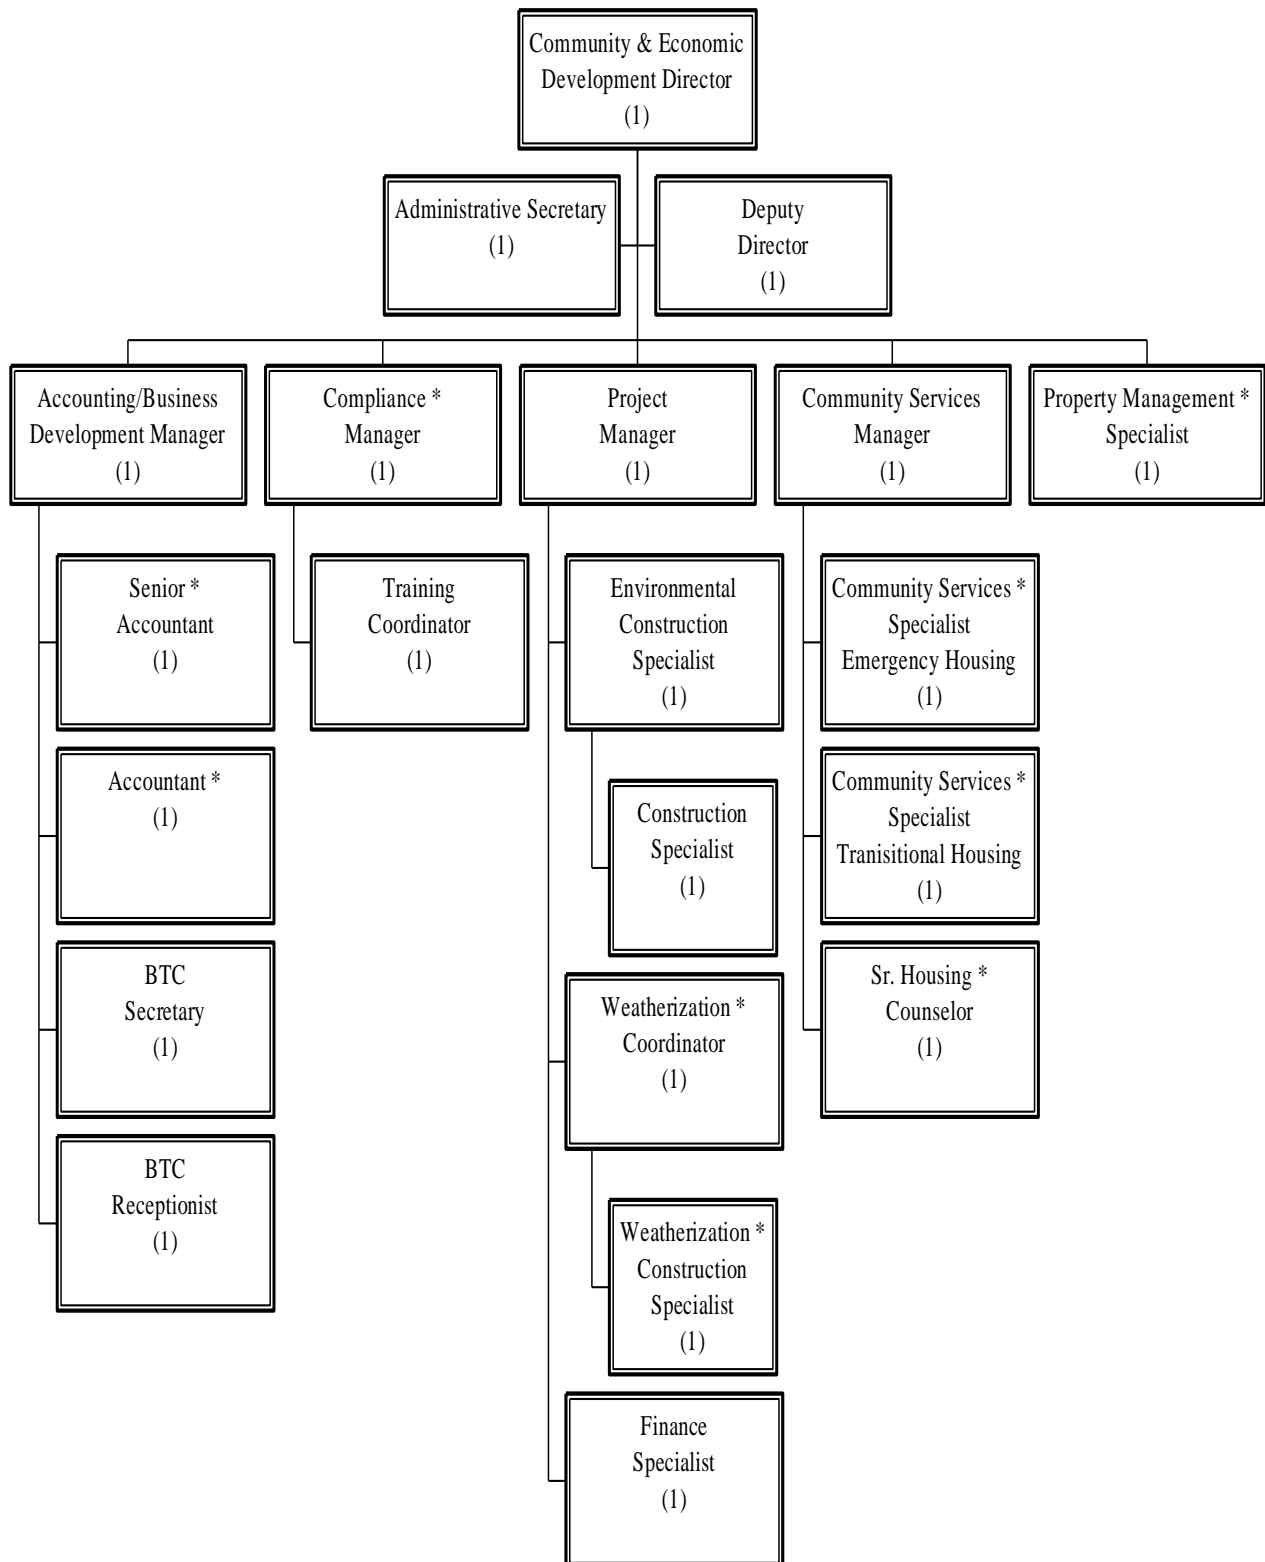 Community & Economic
Development Director
(1)
Administrative Secretary
(1)
Deputy
Director
(1)
Accounting/Business
Development Manager
(1)
Compliance *
Manager
(1)
Project
Manager
(1)
Community Services
Manager
(1)
Property Management *
Specialist
(1)
Senior *
Accountant
(1)
Accountant *
(1)
BTC
Secretary
(1)
BTC
Receptionist
(1)
Training
Coordinator
(1)
Environmental
Construction
Specialist
(1)
Construction
Specialist
(1)
Weatherization *
Coordinator
(1)
Weatherization *
Construction
Specialist
(1)
Finance
Specialist
(1)
Community Services *
Specialist
Emergency Housing
(1)
Community Services *
Specialist
Tranisitional Housing
(1)
Sr. Housing *
Counselor
(1)